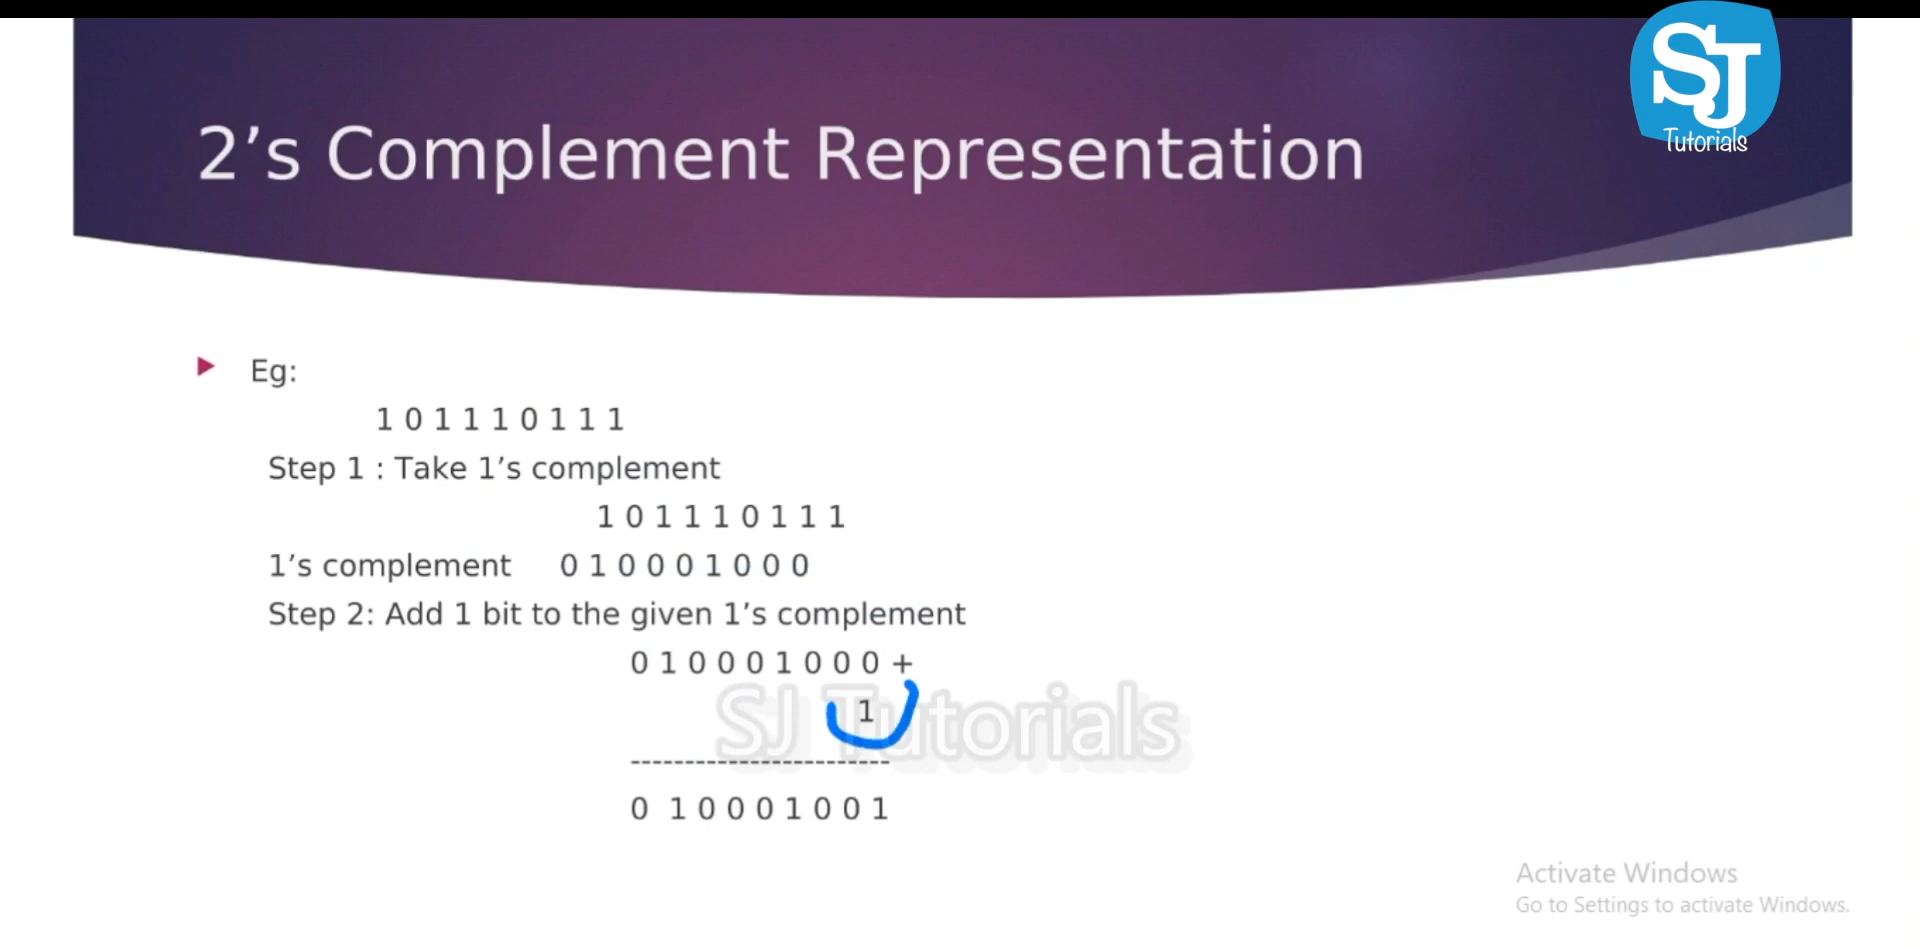 SJ
Tutorials
2’s Complement Representation
Eg:
1 0 1 1 1 0 1 1 1
Step 1 : Take 1’s complement
1 0 1 1 1 0 1 1 1
1’s complement 0 1 0 0 0 1 0 0 0
Step 2: Add 1 bit to the given 1’s complement
0 1 0 0 0 1 0 0 0 +
1
SJ Tutorials
------------------------
0 1 0 0 0 1 0 0 1
Activate Windows
Go to Settings to activate Windows.